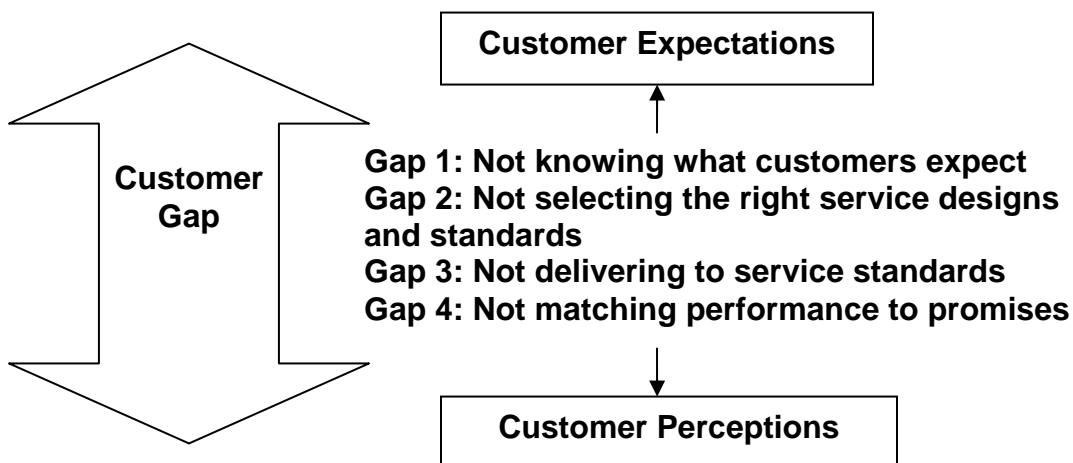 Customer Expectations
Customer
Gap
Gap 1: Not knowing what customers expect
Gap 2: Not selecting the right service designs
and standards
Gap 3: Not delivering to service standards
Gap 4: Not matching performance to promises
Customer Perceptions